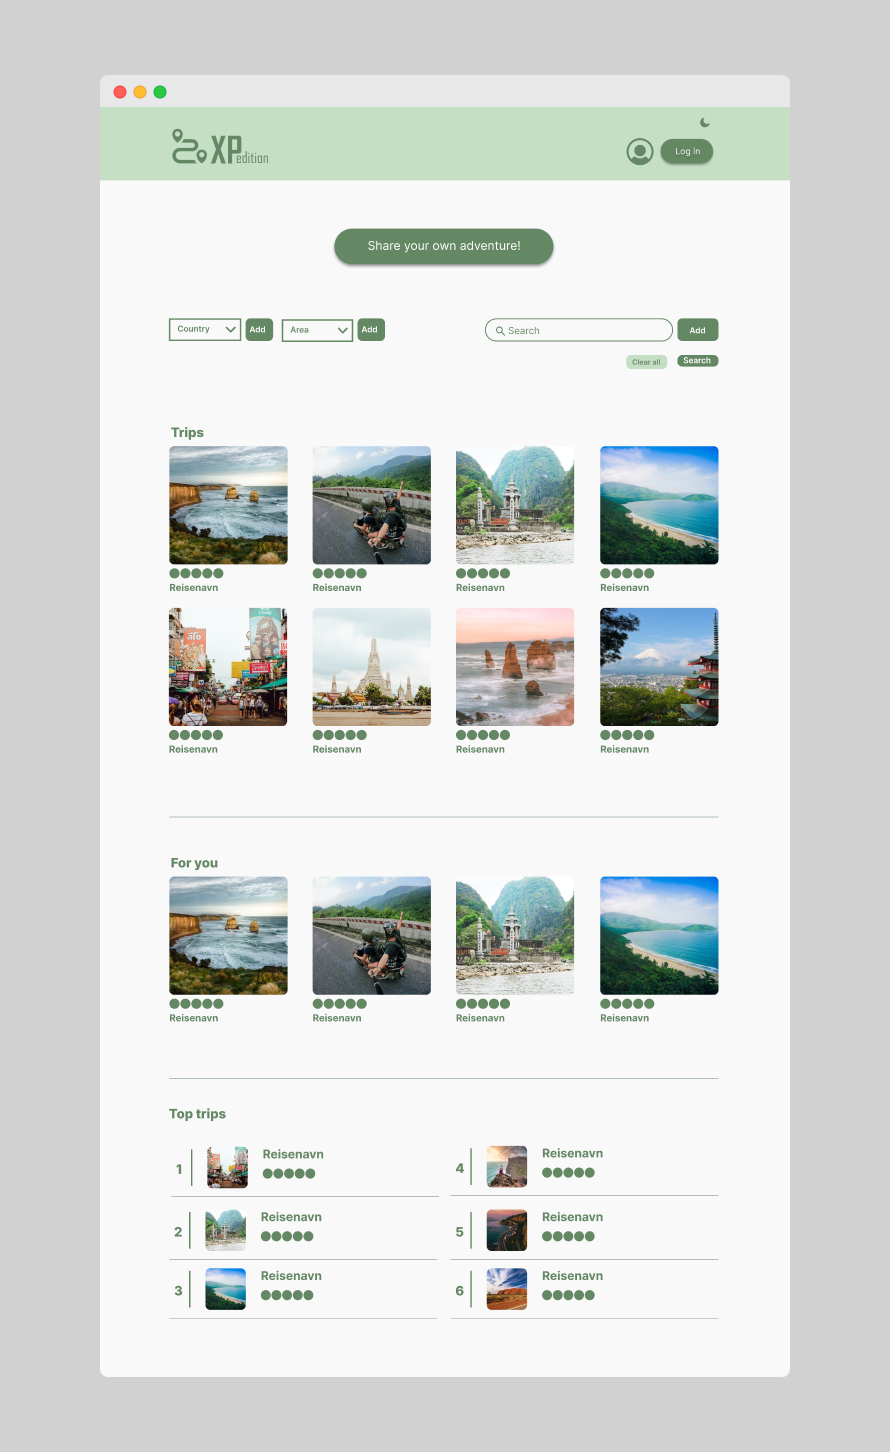 XPedition
Log in
Share your own adventure!
Country Add Area Add Search Add
Clear all Search
Trips
Reisenavn Reisenavn Reisenavn Reisenavn
Reisenavn Reisenavn Reisenavn Reisenavn
For you
Reisenavn Reisenavn Reisenavn Reisenavn
Top trips
1 Reisenavn
2 Reisenavn
3 Reisenavn
4 Reisenavn
5 Reisenavn
6 Reisenavn